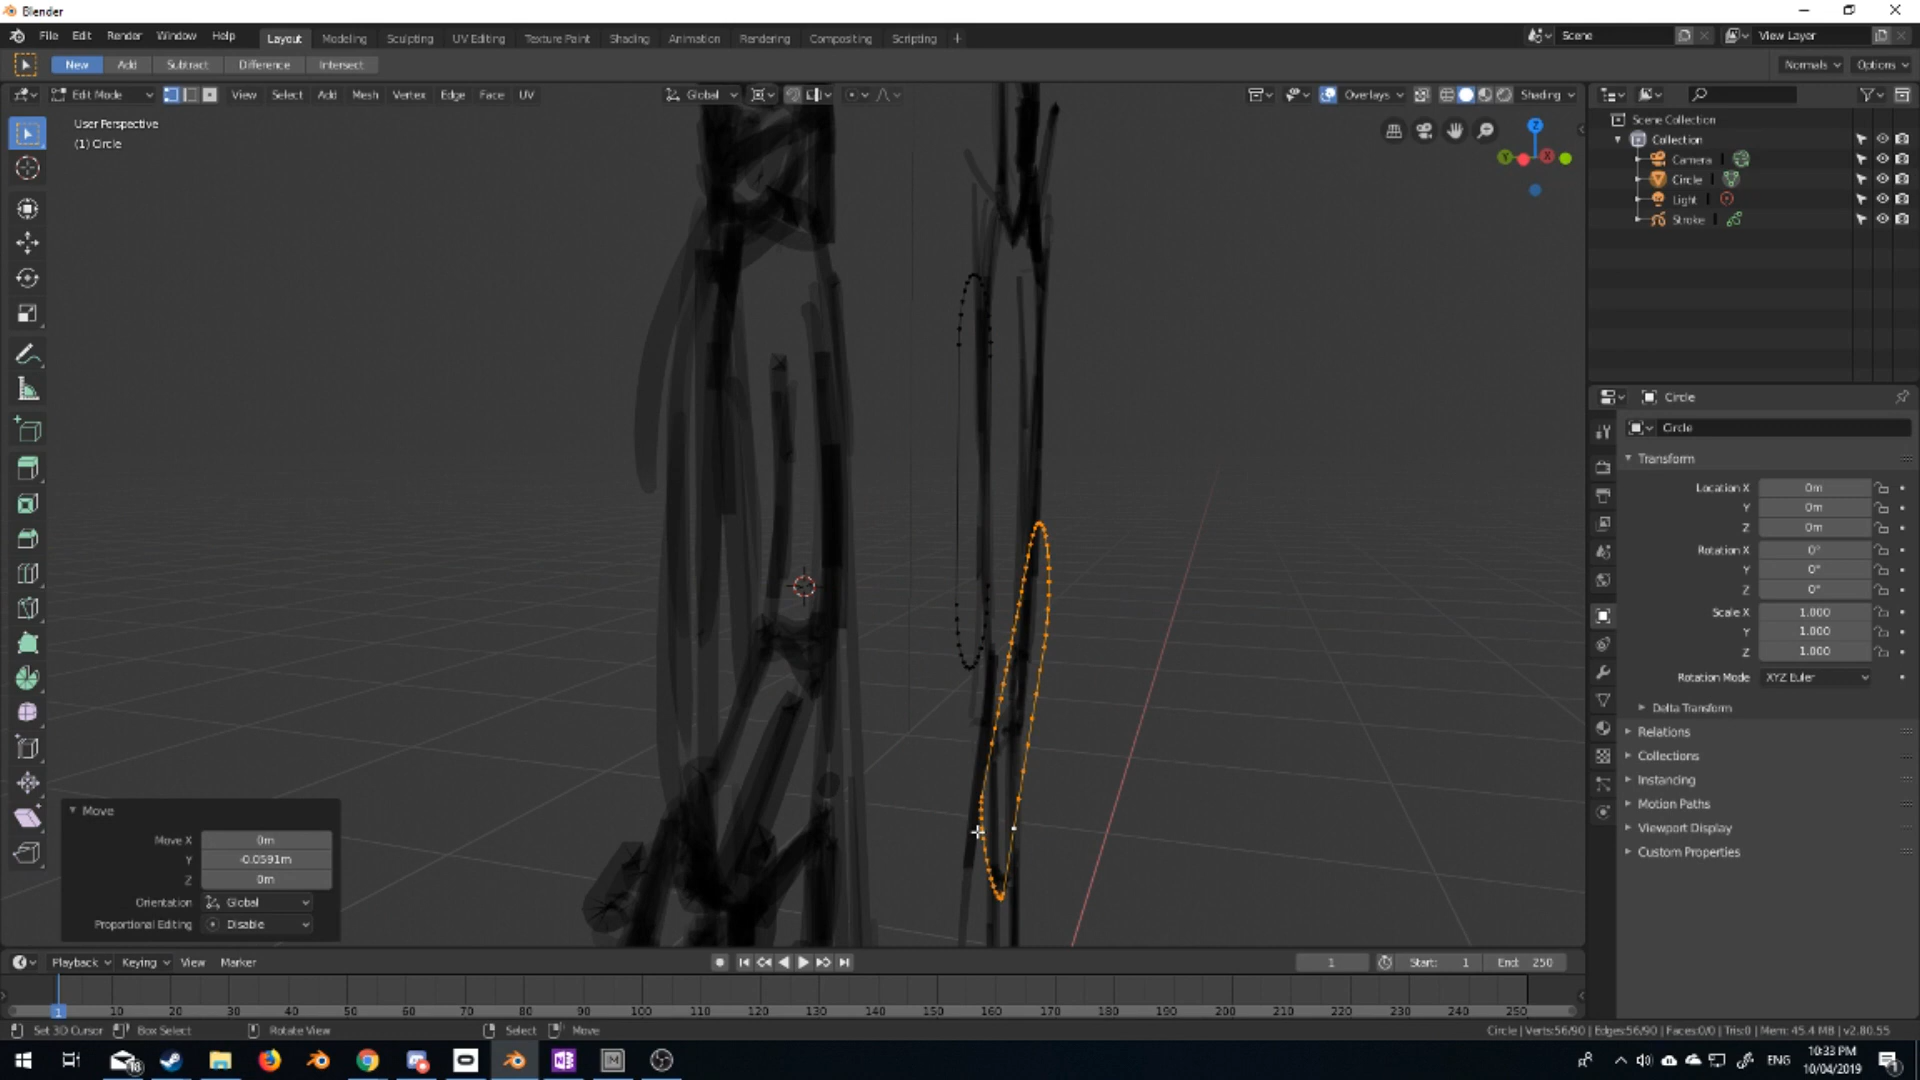 Blender
File Edit Render Window Help Layout Modeling Sculpting UV Editing Texture Paint Shading Animation Rendering Compositing Scripting + Scene View Layer
New Add Subtract Difference Intersect Normals Options
Edit Mode View Select Add Mesh Vertex Edge Face UV Global Overlays Shading
User Perspective
(1) Circle
Z
Y
X
Scene Collection
Collection
Camera
Circle
Light
Stroke
Circle
Circle
Transform
Location X 0m
Y 0m
Z 0m
Rotation X 0°
Y 0°
Z 0°
Scale X 1.000
Y 1.000
Z 1.000
Rotation Mode XYZ Euler
Delta Transform
Relations
Collections
Instancing
Motion Paths
Viewport Display
Custom Properties
Move
Move X 0m
Y -0.0591m
Z 0m
Orientation Global
Proportional Editing Disable
Playback Keying View Marker 1 Start: 1 End: 250
1 10 20 30 40 50 60 70 80 90 100 110 120 130 140 150 160 170 180 190 200 210 220 230 240 250
Set 3D Cursor Box Select Rotate View Select Move Circle | Verts:56/90 | Edges:56/90 | Faces:0/0 | Tris:0 | Mem: 45.4 MB | v2.80.55
18 ENG 10:33 PM
10/04/2019